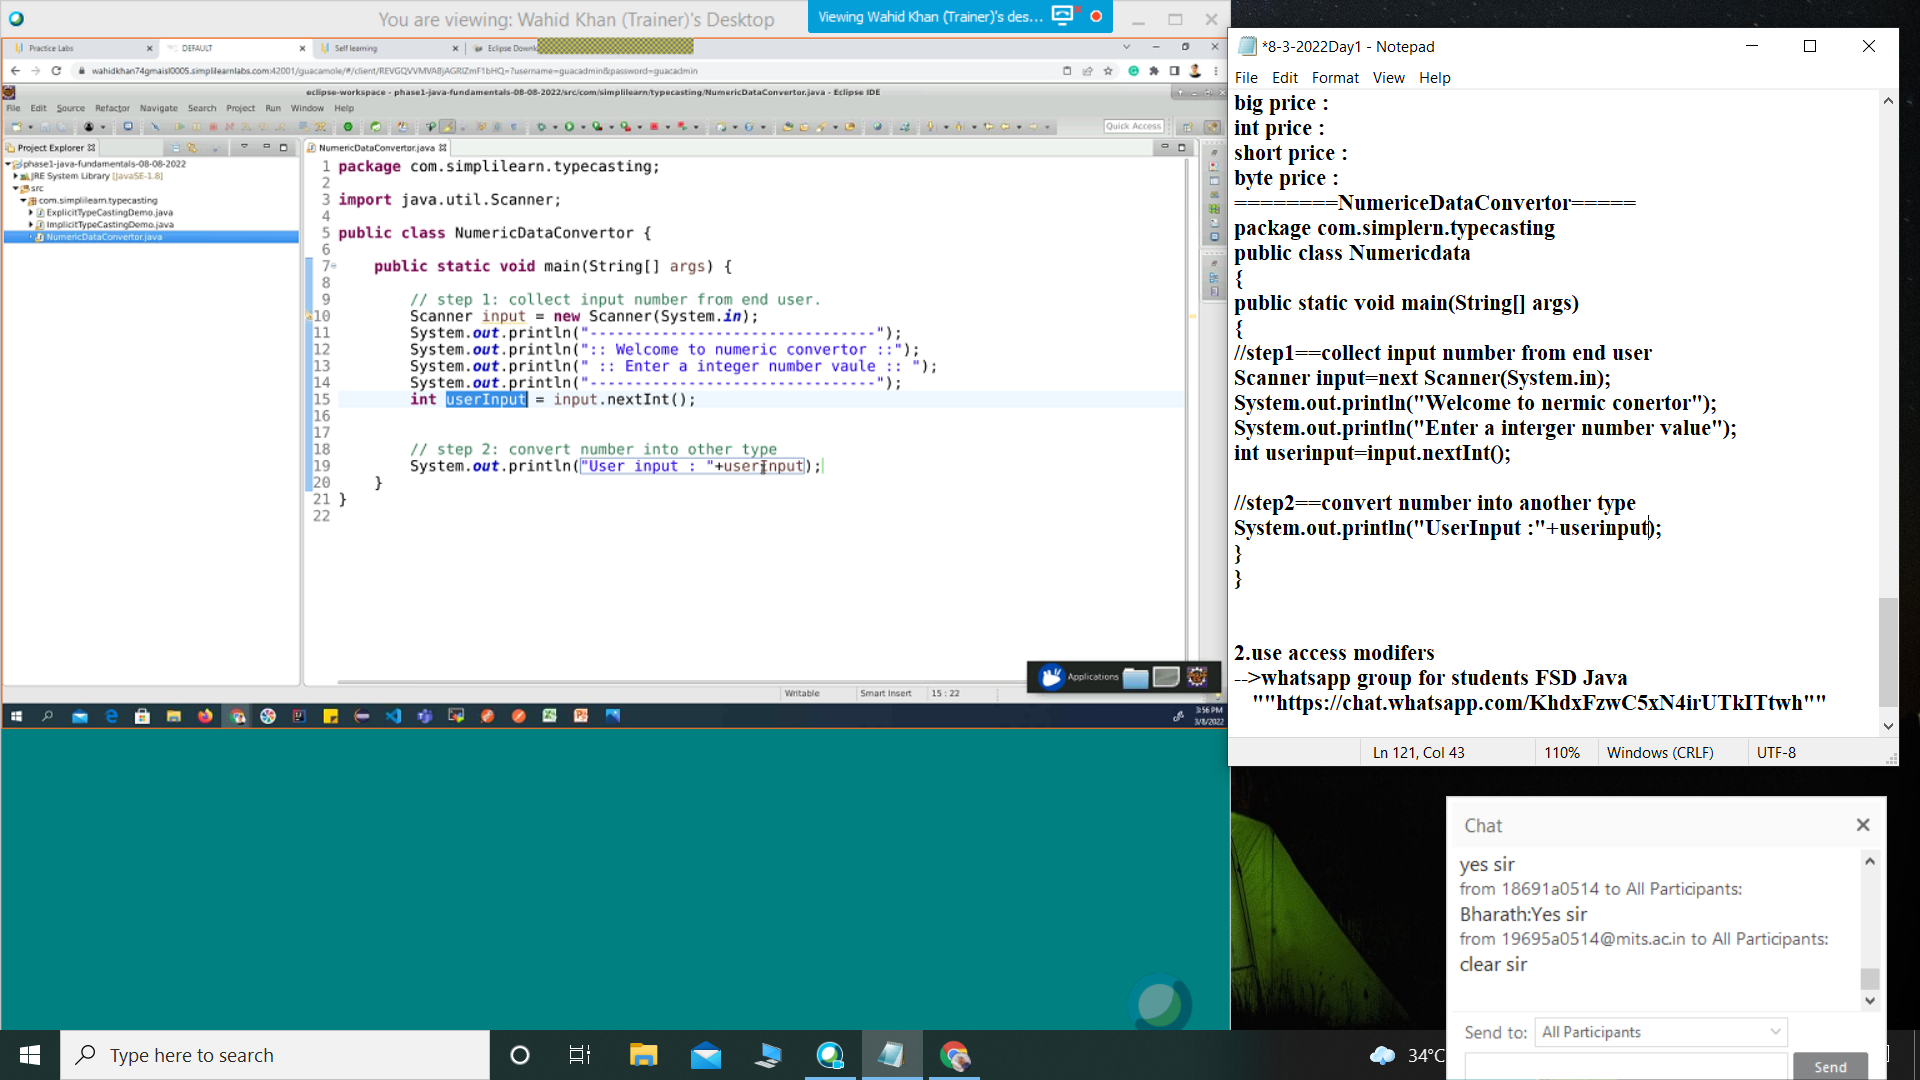 You are viewing: Wahid Khan (Trainer)'s Desktop
Viewing Wahid Khan (Trainer)'s des...
Practice Labs
DEFAULT
Self learning
Eclipse Downl
wahidkhan74gmaisl0005.simplilearnlabs.com:42001/guacamole/#/client/
eclipse-workspace - phase1-java-fundamentals-08-08-2022/src/com/simplilearn/typecasting/NumericDataConvertor.java - Eclipse IDE
File Edit Source Refactor Navigate Search Project Run Window Help
Quick Access
Project Explorer
phase1-java-fundamentals-08-08-2022
JRE System Library [JavaSE-1.8]
src
com.simplilearn.typecasting
ExplicitTypeCastingDemo.java
ImplicitTypeCastingDemo.java
NumericDataConvertor.java
NumericDataConvertor.java
1 package com.simplilearn.typecasting;
2
3 import java.util.Scanner;
4
5 public class NumericDataConvertor {
6
7 public static void main(String[] args) {
8
9 // step 1: collect input number from end user.
10 Scanner input = new Scanner(System.in);
11 System.out.println("--------------------------------");
12 System.out.println(":: Welcome to numeric convertor ::");
13 System.out.println(" :: Enter a integer number vaule :: ");
14 System.out.println("--------------------------------");
15 int userInput = input.nextInt();
16
17
18 // step 2: convert number into other type
19 System.out.println("User input : "+userInput);
20 }
21 }
22
Applications
Writable
Smart Insert
15 : 22
3:56 PM
3/8/2022
*8-3-2022Day1 - Notepad
File Edit Format View Help
big price :
int price :
short price :
byte price :
========NumericeDataConvertor=====
package com.simplern.typecasting
public class Numericdata
{
public static void main(String[] args)
{
//step1==collect input number from end user
Scanner input=next Scanner(System.in);
System.out.println("Welcome to nermic conertor");
System.out.println("Enter a interger number value");
int userinput=input.nextInt();
//step2==convert number into another type
System.out.println("UserInput :"+userinput);
}
}
2.use access modifers
-->whatsapp group for students FSD Java
""https://chat.whatsapp.com/KhdxFzwC5xN4irUTkITtwh""
Ln 121, Col 43
110%
Windows (CRLF)
UTF-8
Chat
yes sir
from 18691a0514 to All Participants:
Bharath:Yes sir
from 19695a0514@mits.ac.in to All Participants:
clear sir
Send to: All Participants
Send
Type here to search
34°C